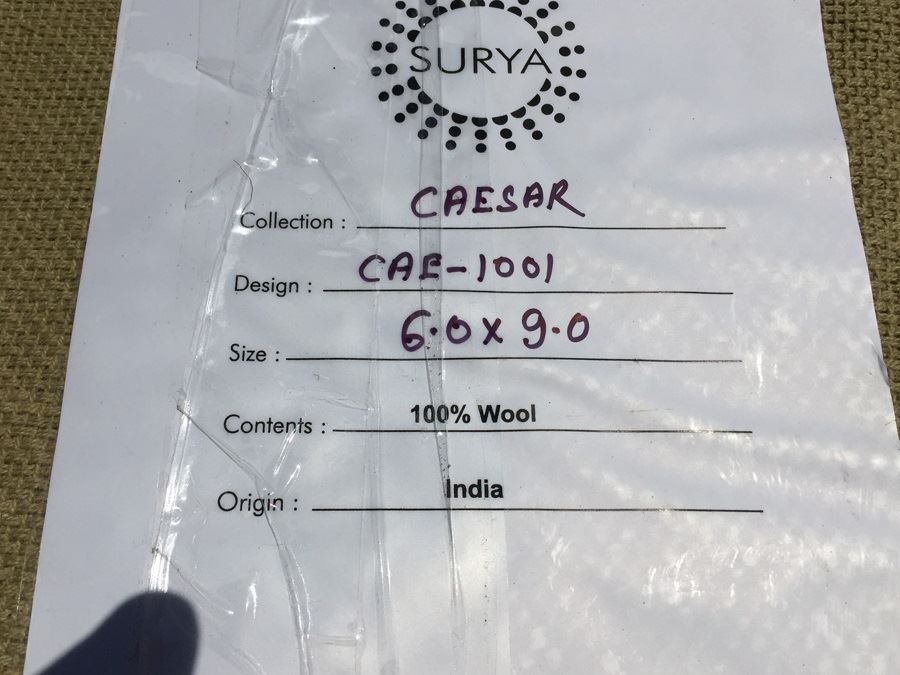 SURYA
Collection : CAESAR
Design : CAE-1001
Size : 6.0 x 9.0
Contents : 100% Wool
Origin : India